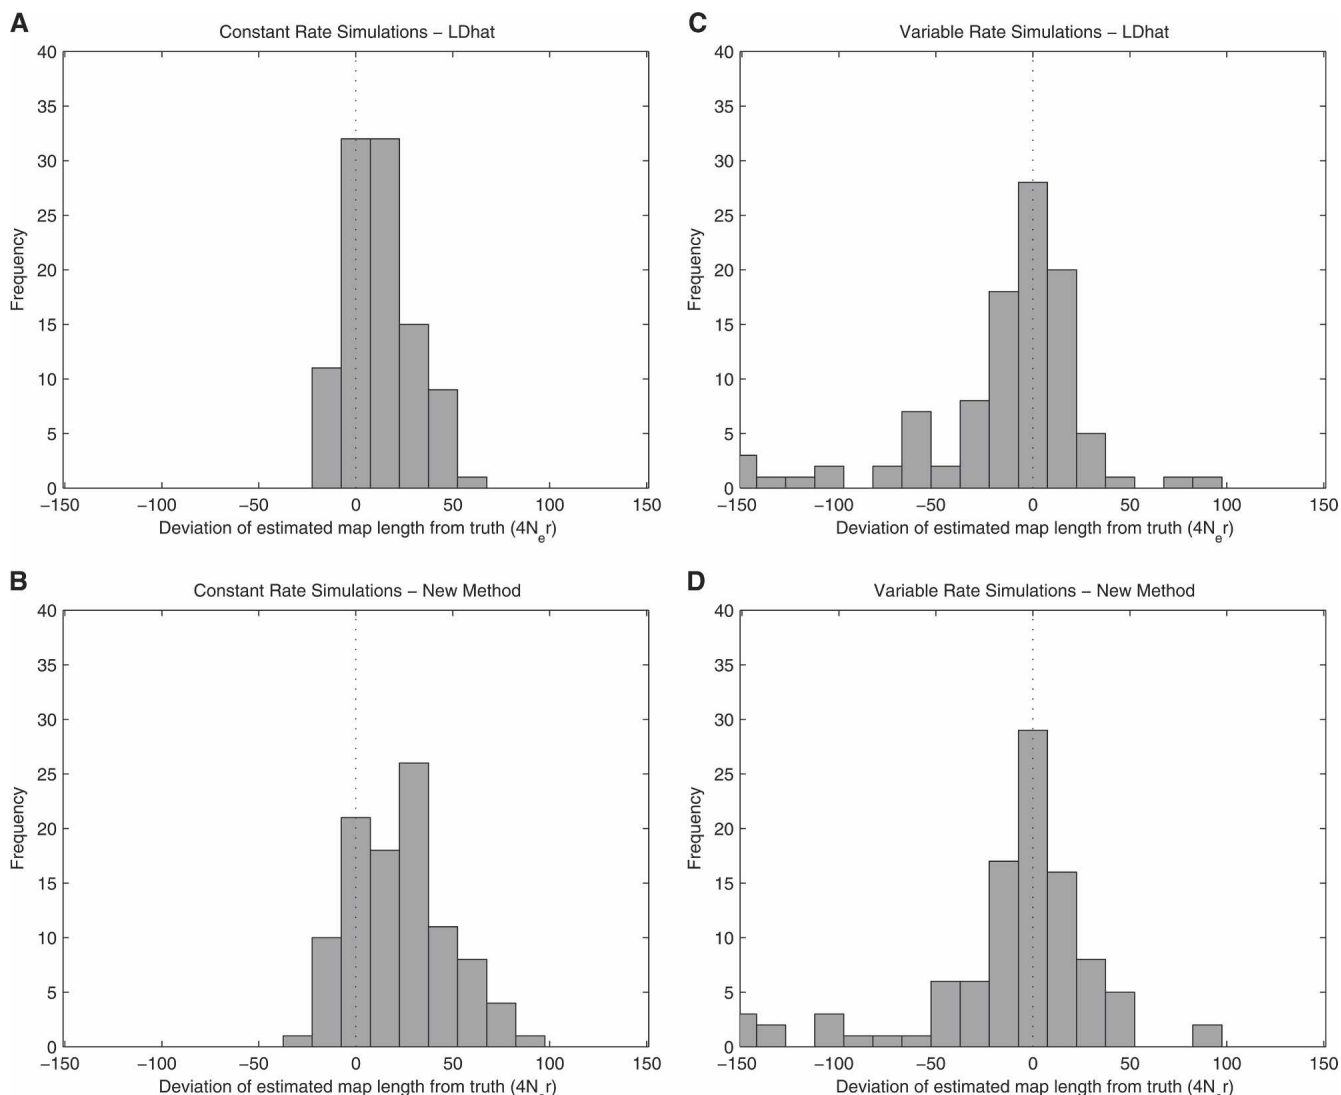 A
Constant Rate Simulations – LDhat
40
35
30
25
20
15
10
5
0
Frequency
−150 −100 −50 0 50 100 150
Deviation of estimated map length from truth (4Ner)
C
Variable Rate Simulations – LDhat
40
35
30
25
20
15
10
5
0
Frequency
−150 −100 −50 0 50 100 150
Deviation of estimated map length from truth (4Ner)
B
Constant Rate Simulations – New Method
40
35
30
25
20
15
10
5
0
Frequency
−150 −100 −50 0 50 100 150
Deviation of estimated map length from truth (4Ner)
D
Variable Rate Simulations – New Method
40
35
30
25
20
15
10
5
0
Frequency
−150 −100 −50 0 50 100 150
Deviation of estimated map length from truth (4Ner)